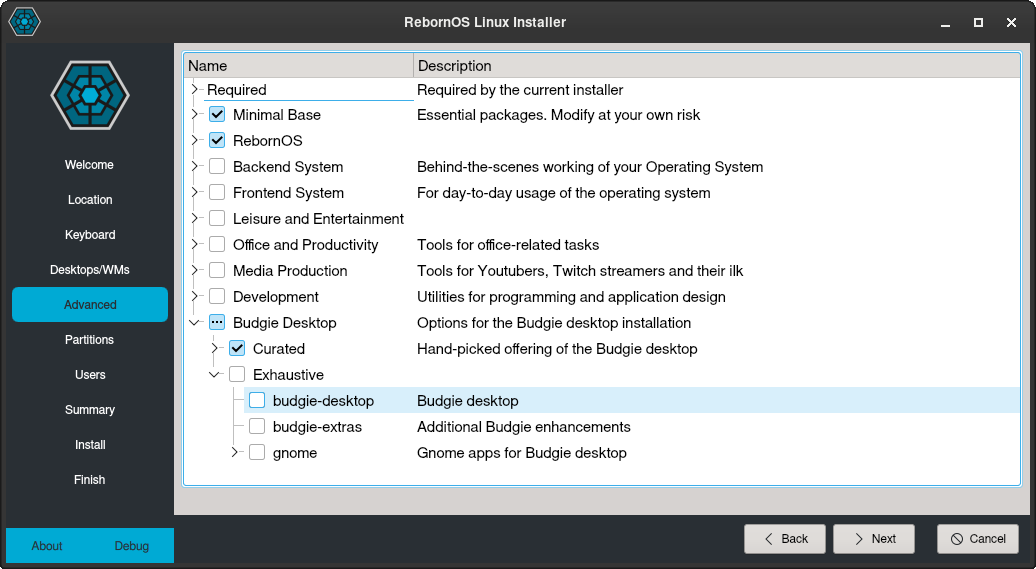 RebornOS Linux Installer
Welcome
Location
Keyboard
Desktops/WMs
Advanced
Partitions
Users
Summary
Install
Finish
About Debug
Name Description
Required Required by the current installer
Minimal Base Essential packages. Modify at your own risk
RebornOS
Backend System Behind-the-scenes working of your Operating System
Frontend System For day-to-day usage of the operating system
Leisure and Entertainment
Office and Productivity Tools for office-related tasks
Media Production Tools for Youtubers, Twitch streamers and their ilk
Development Utilities for programming and application design
Budgie Desktop Options for the Budgie desktop installation
Curated Hand-picked offering of the Budgie desktop
Exhaustive
budgie-desktop Budgie desktop
budgie-extras Additional Budgie enhancements
gnome Gnome apps for Budgie desktop
Back Next Cancel